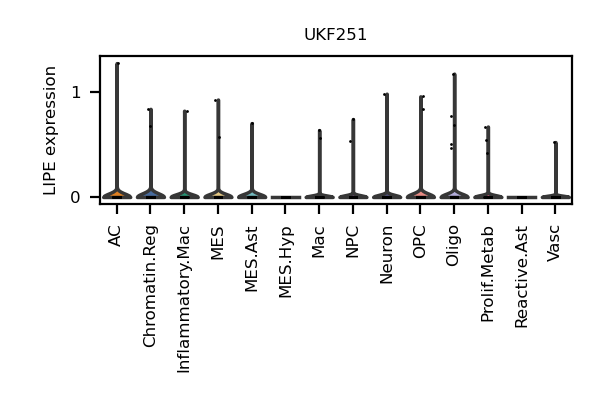 UKF251
LIPE expression
1
0
AC
Chromatin.Reg
Inflammatory.Mac
MES
MES.Ast
MES.Hyp
Mac
NPC
Neuron
OPC
Oligo
Prolif.Metab
Reactive.Ast
Vasc